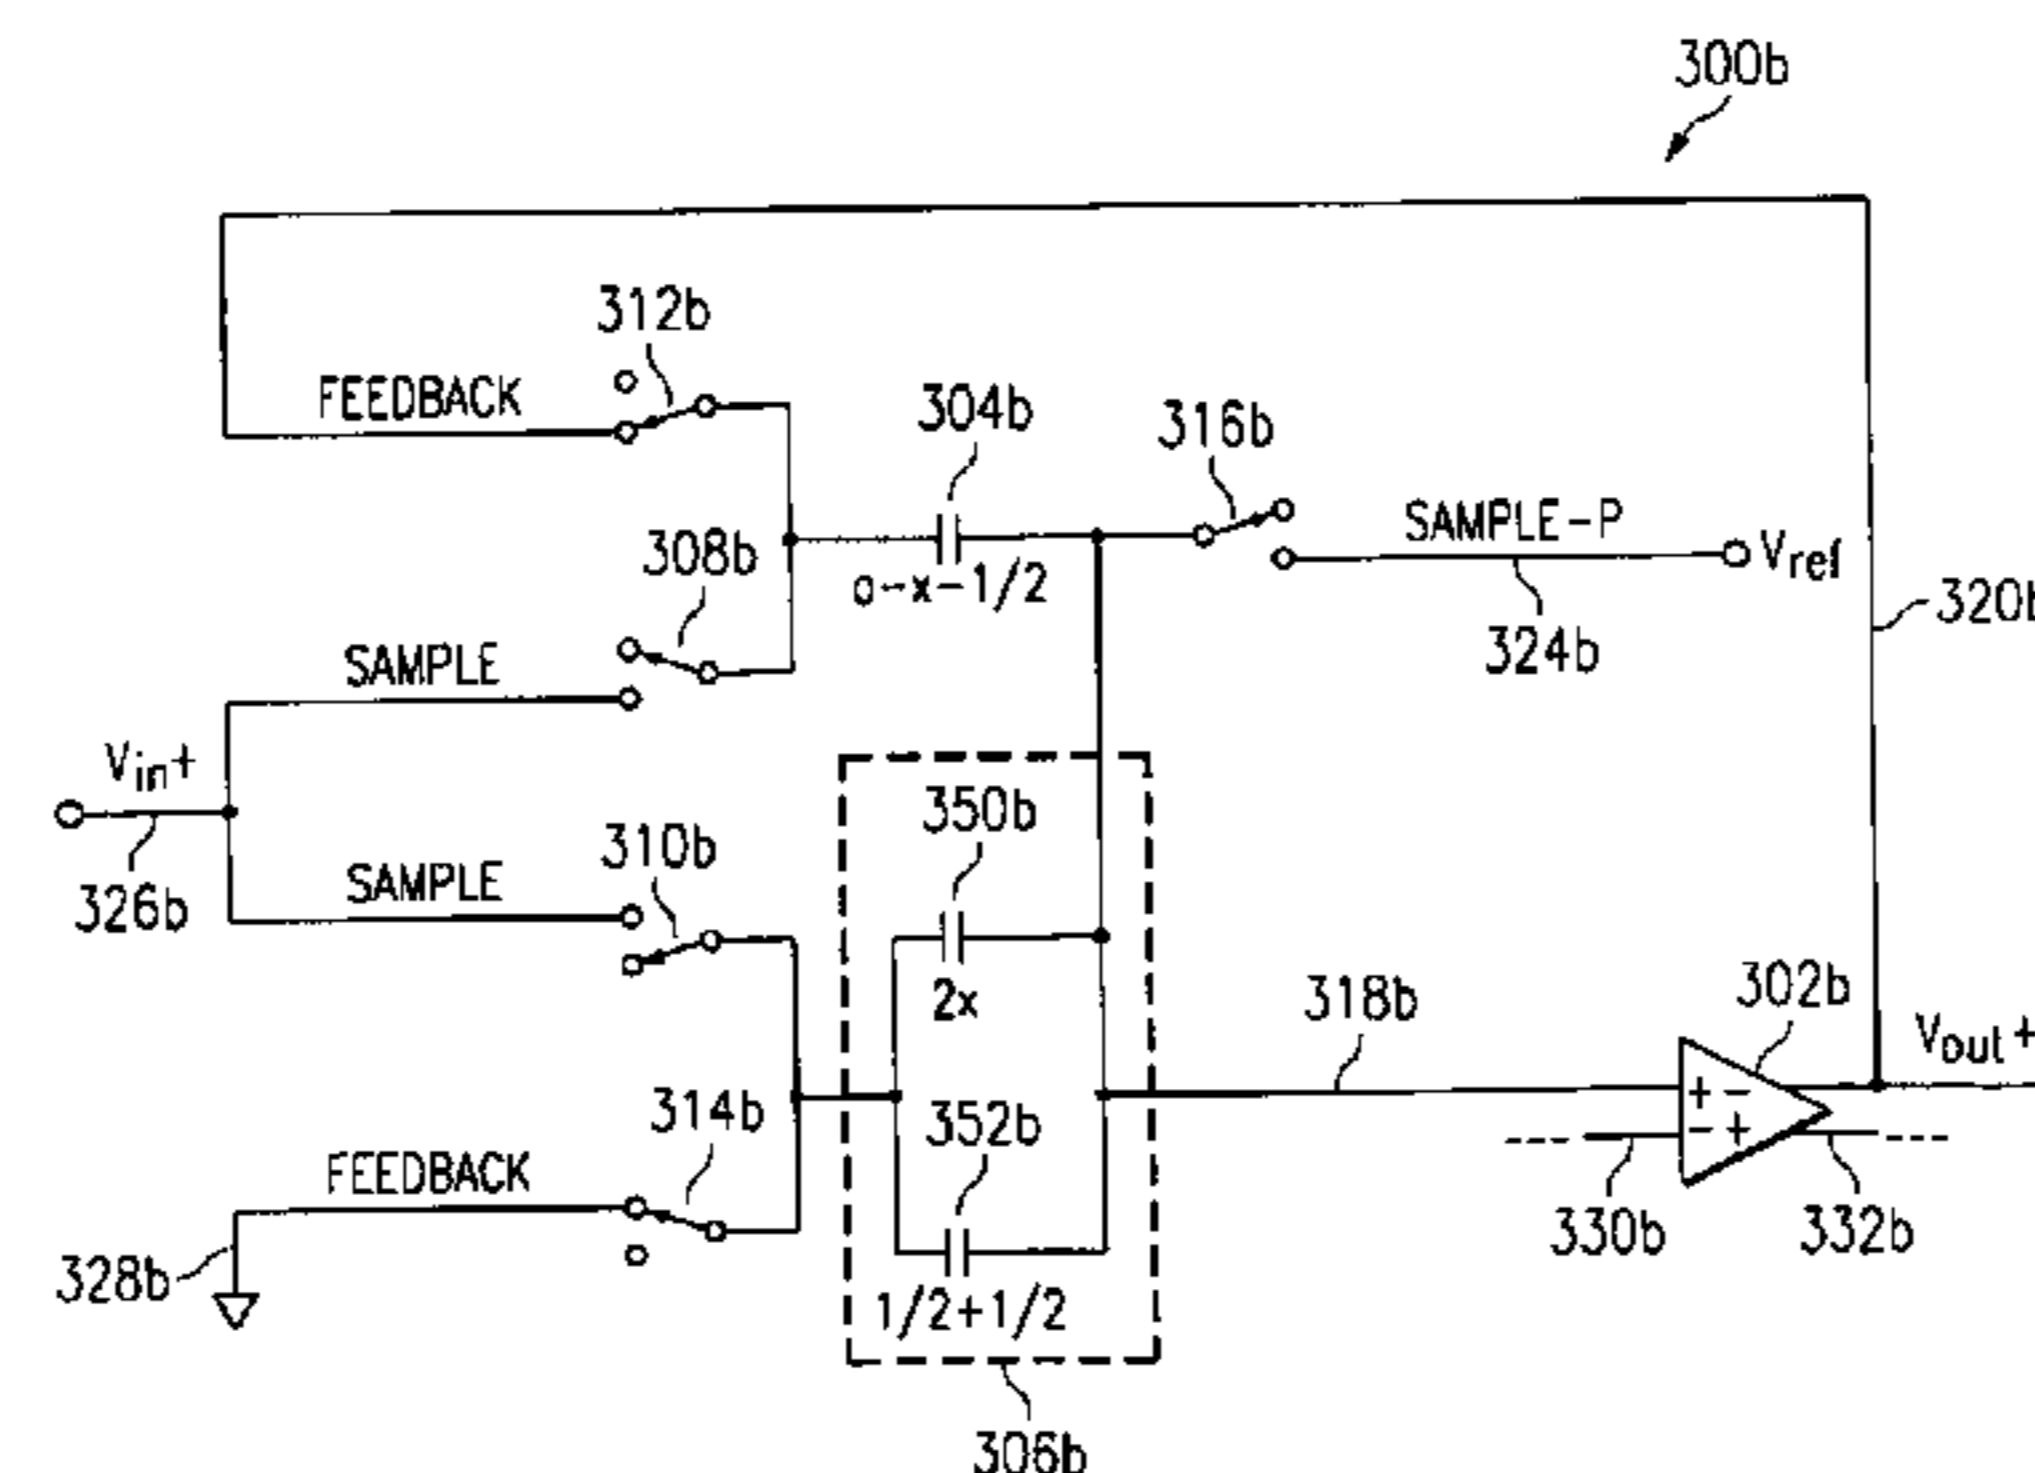 300b
312b
FEEDBACK
304b
316b
SAMPLE-P
Vref
308b
o-x-1/2
320b
324b
SAMPLE
Vin+
350b
310b
326b
SAMPLE
2x
318b
302b
Vout+
314b
352b
+ -
- +
FEEDBACK
330b
332b
328b
1/2+1/2
306b